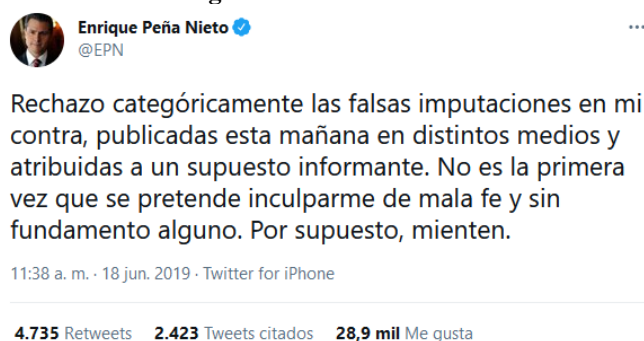 Enrique Peña Nieto
@EPN
Rechazo categóricamente las falsas imputaciones en mi
contra, publicadas esta mañana en distintos medios y
atribuidas a un supuesto informante. No es la primera
vez que se pretende inculparme de mala fe y sin
fundamento alguno. Por supuesto, mienten.
11:38 a. m. · 18 jun. 2019 · Twitter for iPhone
4.735 Retweets 2.423 Tweets citados 28,9 mil Me gusta